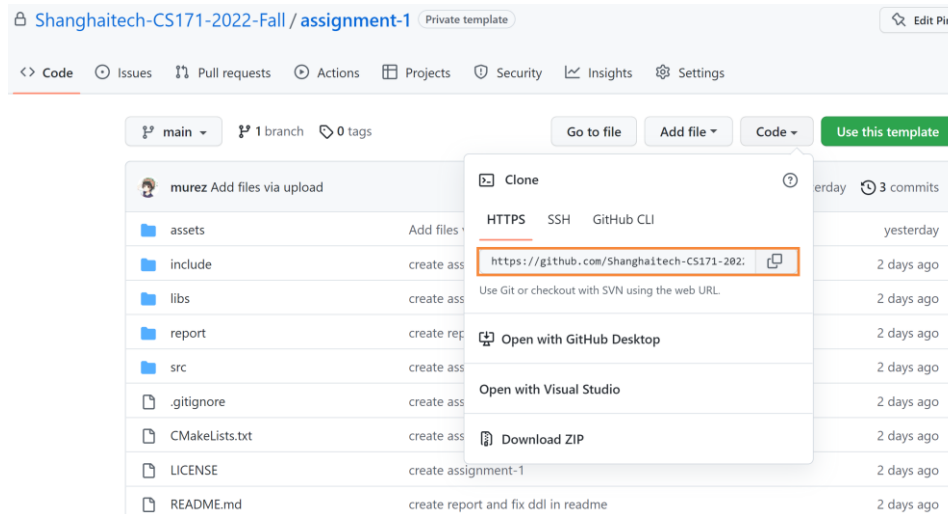 Shanghaitech-CS171-2022-Fall / assignment-1 Private template Edit Pi
Code Issues Pull requests Actions Projects Security Insights Settings
main 1 branch 0 tags Go to file Add file Code Use this template
murez Add files via upload erday 3 commits
Clone
HTTPS SSH GitHub CLI
https://github.com/Shanghaitech-CS171-202
Use Git or checkout with SVN using the web URL.
Open with GitHub Desktop
Open with Visual Studio
Download ZIP
assets Add files yesterday
include create ass 2 days ago
libs create ass 2 days ago
report create rep 2 days ago
src create ass 2 days ago
.gitignore create ass 2 days ago
CMakeLists.txt create ass 2 days ago
LICENSE create assignment-1 2 days ago
README.md create report and fix ddl in readme 2 days ago